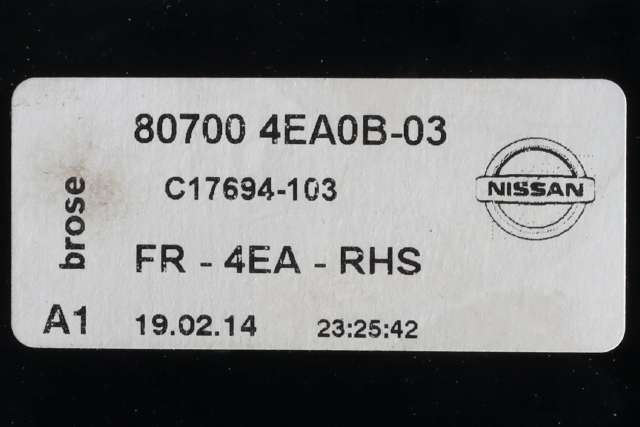 80700 4EA0B-03
C17694-103
NISSAN
brose
FR - 4EA - RHS
A1 19.02.14 23:25:42